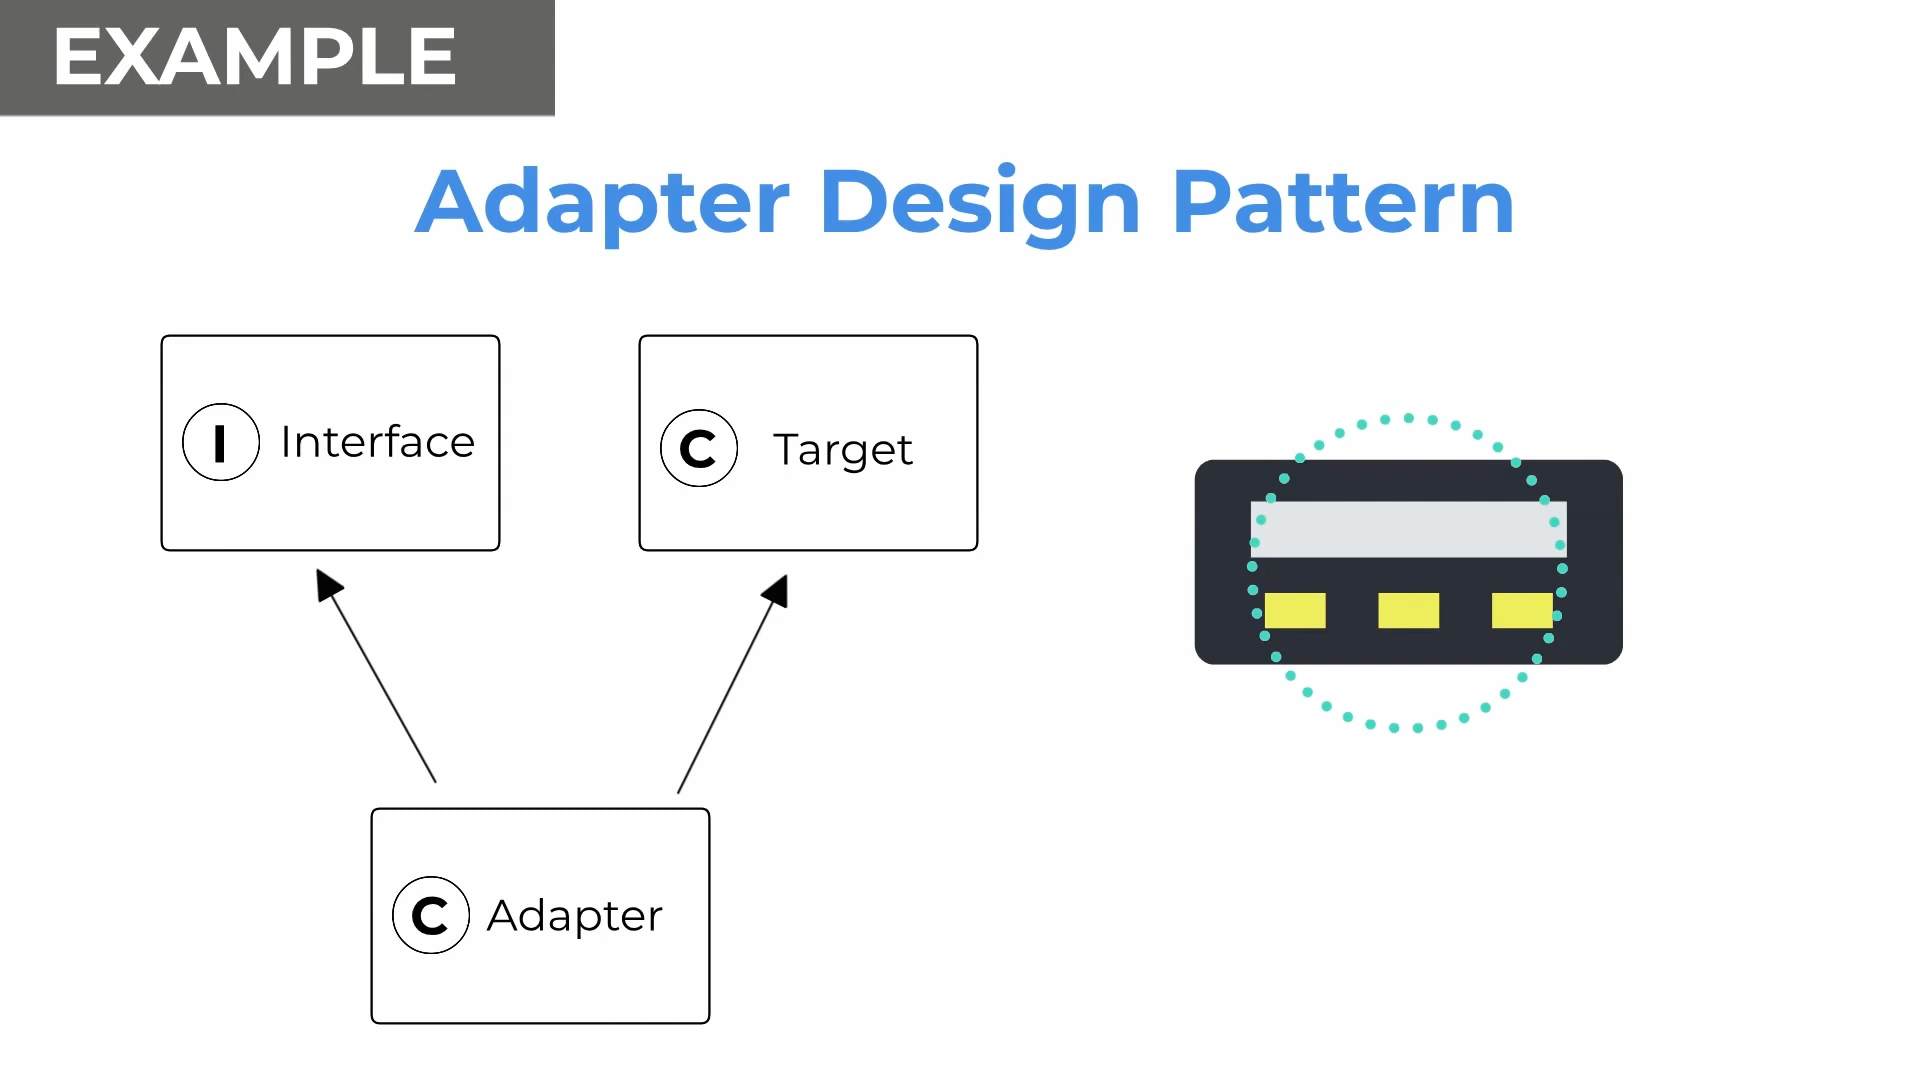 EXAMPLE
Adapter Design Pattern
I Interface
C Target
C Adapter